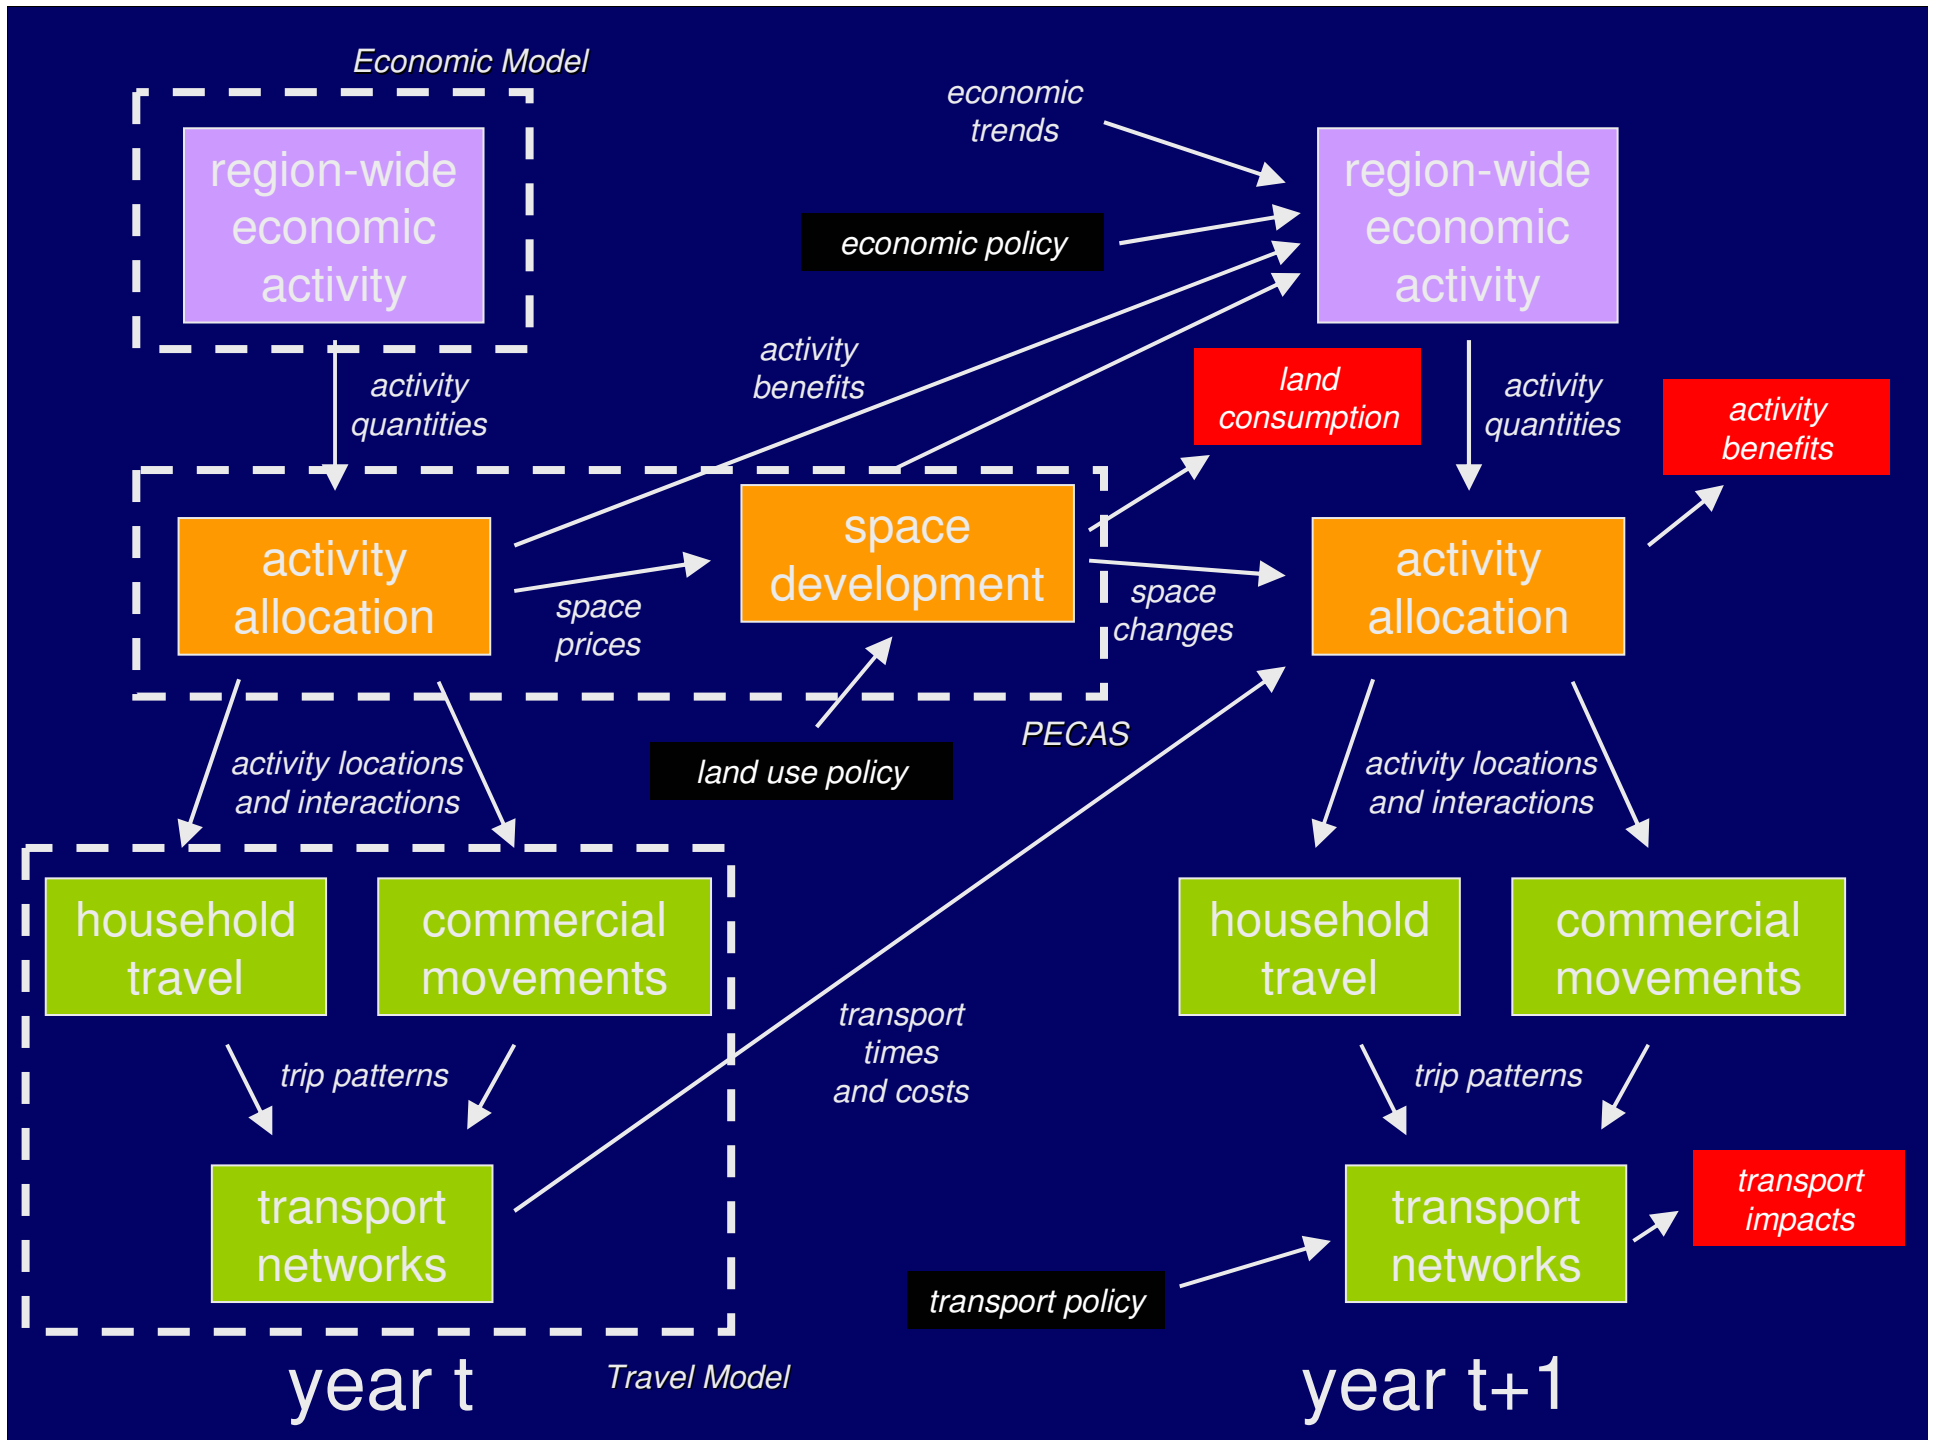 Economic Model
region-wide
economic
activity
economic
trends
economic policy
region-wide
economic
activity
activity
quantities
activity
benefits
land
consumption
activity
quantities
activity
benefits
activity
allocation
space
prices
space
development
space
changes
activity
allocation
PECAS
land use policy
activity locations
and interactions
activity locations
and interactions
household
travel
commercial
movements
household
travel
commercial
movements
trip patterns
transport
times
and costs
trip patterns
transport
networks
transport policy
transport
networks
transport
impacts
year t
Travel Model
year t+1